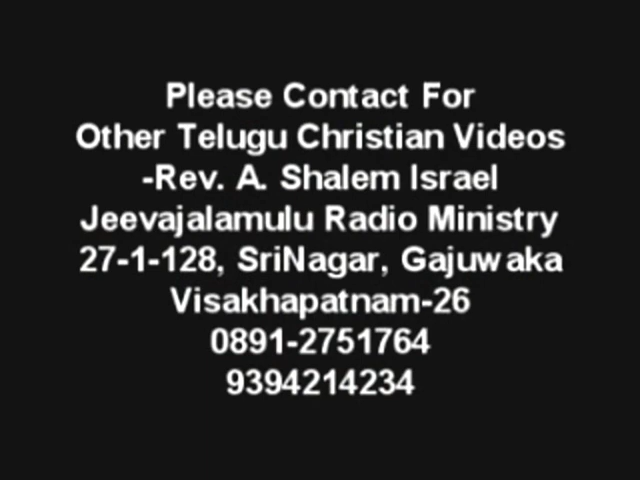 Please Contact For
Other Telugu Christian Videos
-Rev. A. Shalem Israel
Jeevajalamulu Radio Ministry
27-1-128, SriNagar, Gajuwaka
Visakhapatnam-26
0891-2751764
9394214234